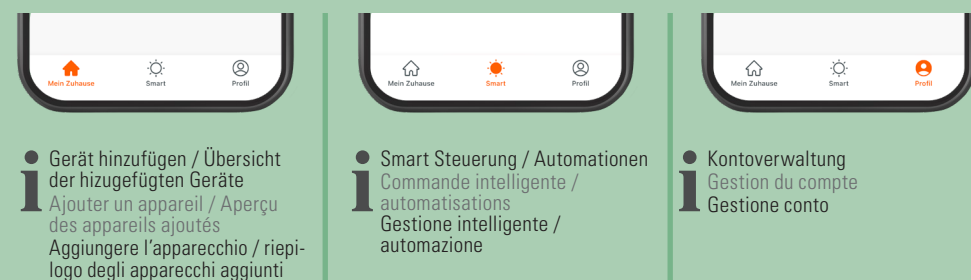 Mein Zuhause
Smart
Profil
Gerät hinzufügen / Übersicht
der hizugefügten Geräte
Ajouter un appareil / Aperçu
des appareils ajoutés
Aggiungere l'apparecchio / riepi-
logo degli apparecchi aggiunti
Mein Zuhause
Smart
Profil
Smart Steuerung / Automationen
Commande intelligente /
automatisations
Gestione intelligente /
automazione
Mein Zuhause
Smart
Profil
Kontoverwaltung
Gestion du compte
Gestione conto